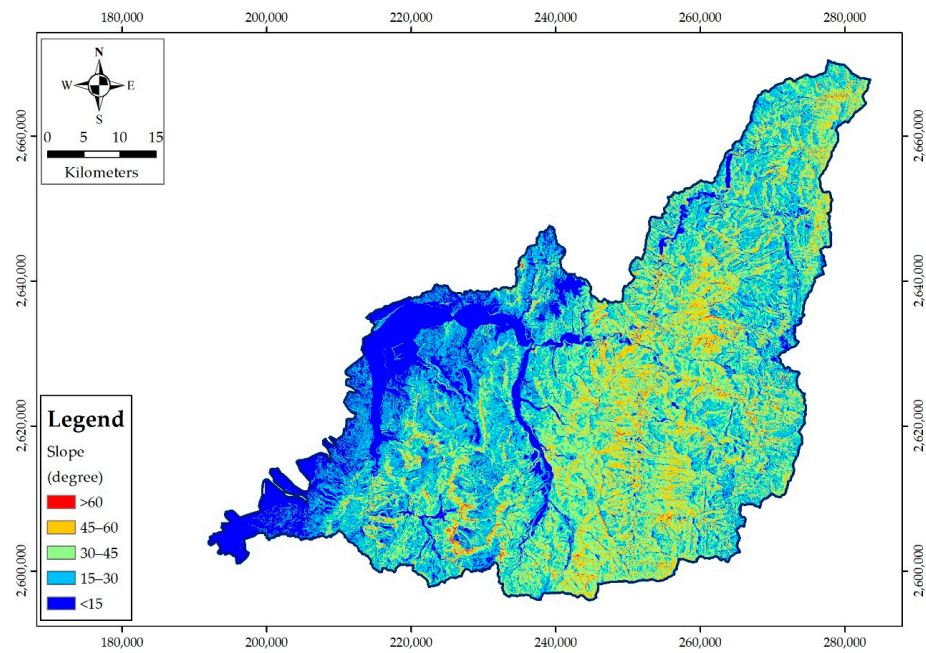 180,000 200,000 220,000 240,000 260,000 280,000
N
W E
S
0 5 10 15
Kilometers
2,660,000 2,660,000
2,640,000 2,640,000
2,620,000 2,620,000
2,600,000 2,600,000
Legend
Slope
(degree)
>60
45–60
30–45
15–30
<15
180,000 200,000 220,000 240,000 260,000 280,000